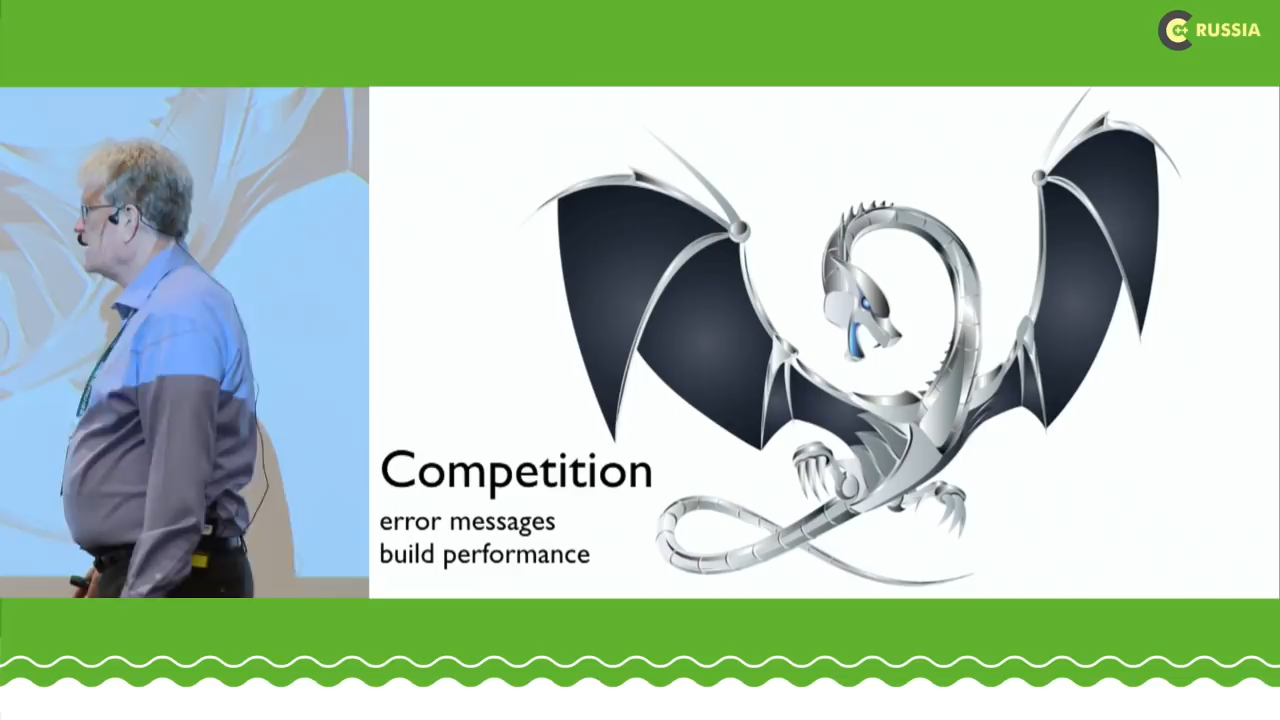 C++ RUSSIA
Competition
error messages
build performance